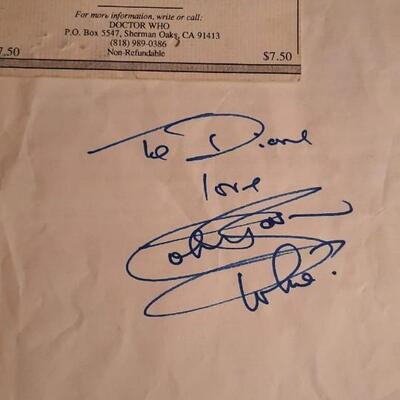 For more information, write or call:
DOCTOR WHO
P.O. Box 5547, Sherman Oaks, CA 91413
(818) 989-0386
7.50 Non-Refundable $7.50
To Diane
love
Who?